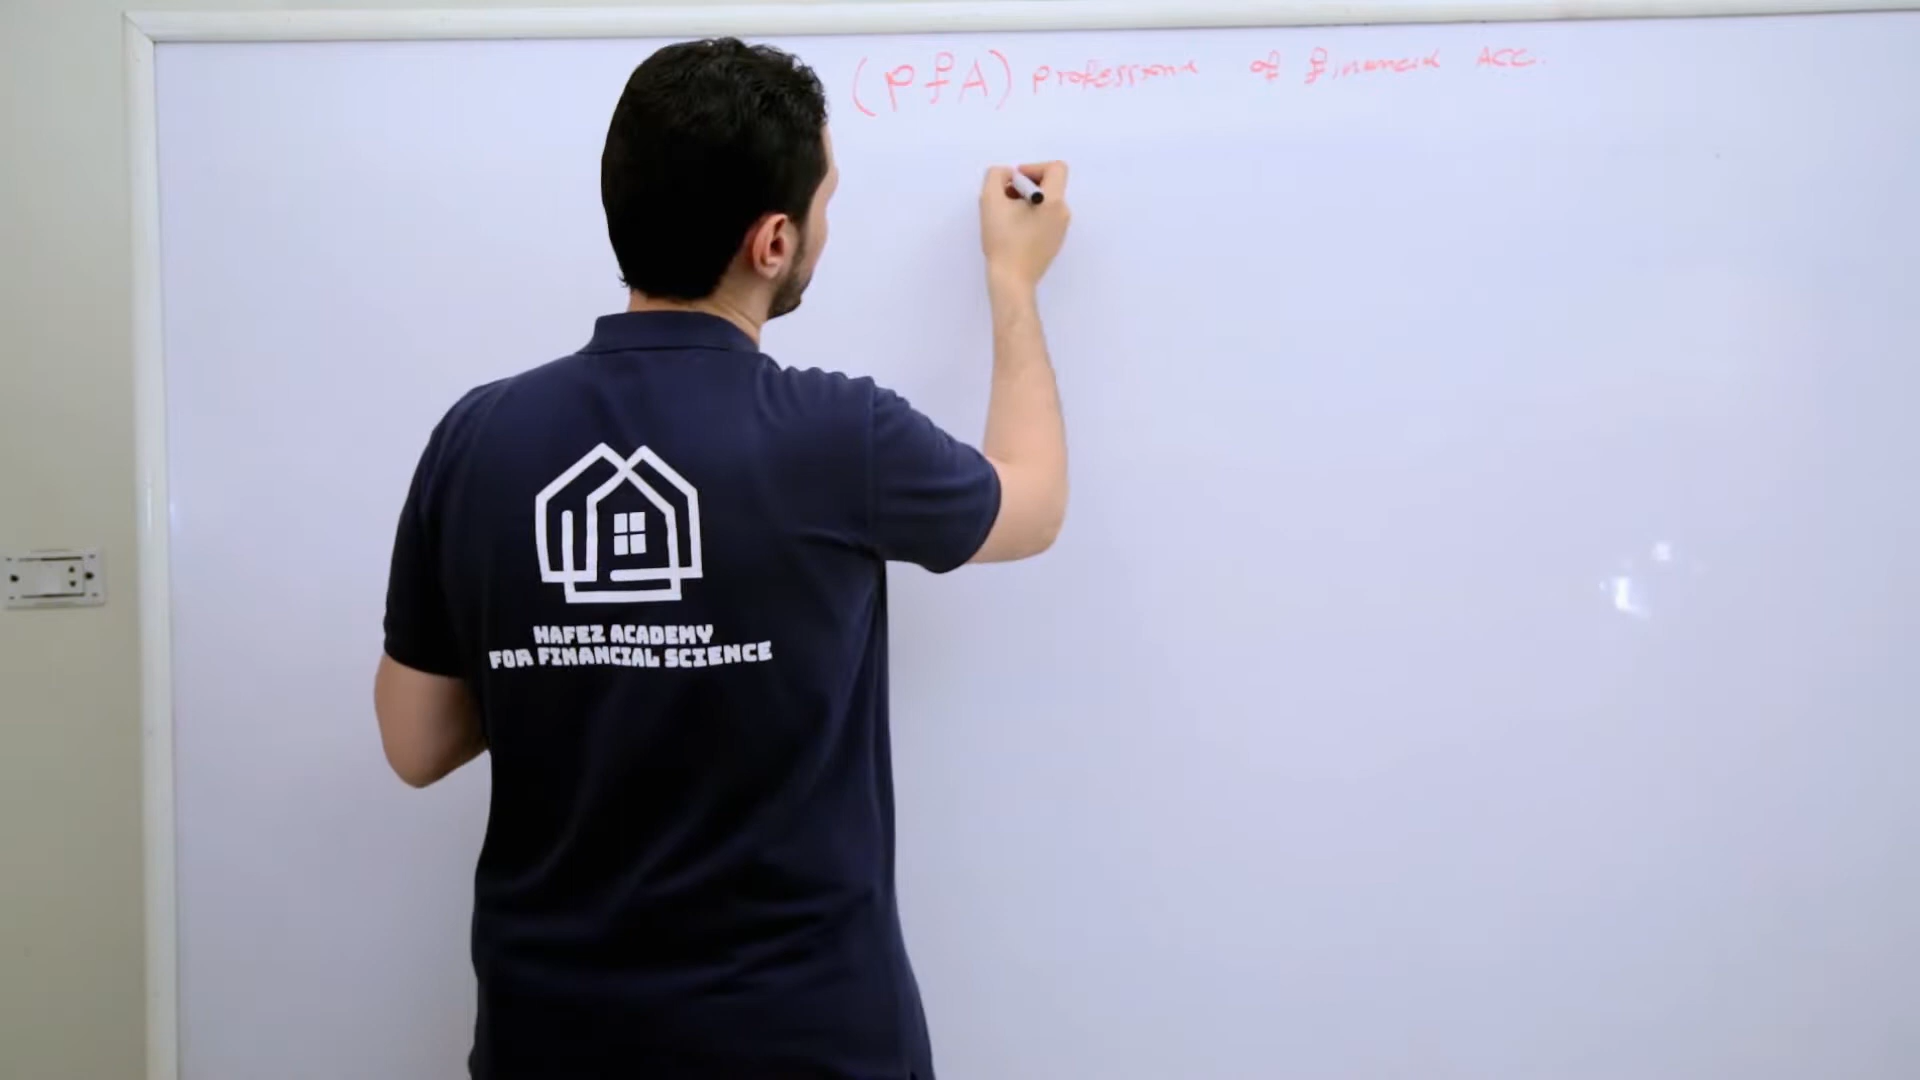 (PfA) professional of financial Acc.
HAFEZ ACADEMY
FOR FINANCIAL SCIENCE